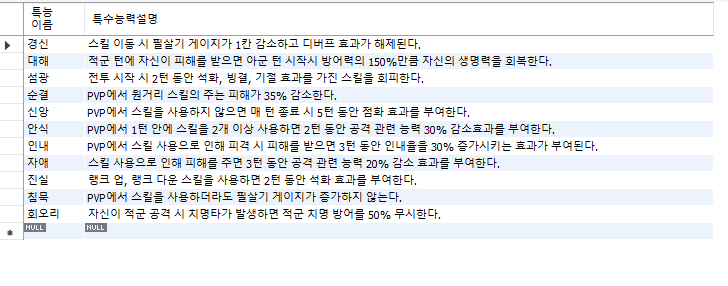 특능 이름 특수능력설명
경신 스킬 이동 시 필살기 게이지가 1칸 감소하고 디버프 효과가 해제된다.
대해 적군 턴에 자신이 피해를 받으면 아군 턴 시작시 방어력의 150%만큼 자신의 생명력을 회복한다.
섬광 전투 시작 시 2턴 동안 석화, 빙결, 기절 효과를 가진 스킬을 회피한다.
순결 PVP에서 원거리 스킬의 주는 피해가 35% 감소한다.
신앙 PVP에서 스킬을 사용하지 않으면 매 턴 종료 시 5턴 동안 점화 효과를 부여한다.
안식 PVP에서 1턴 안에 스킬을 2개 이상 사용하면 2턴 동안 공격 관련 능력 30% 감소효과를 부여한다.
인내 PVP에서 스킬 사용으로 인해 피격 시 피해를 받으면 3턴 동안 인내율을 30% 증가시키는 효과가 부여된다.
자애 스킬 사용으로 인해 피해를 주면 3턴 동안 공격 관련 능력 20% 감소 효과를 부여한다.
진실 랭크 업, 랭크 다운 스킬을 사용하면 2턴 동안 석화 효과를 부여한다.
침묵 PVP에서 스킬을 사용하더라도 필살기 게이지가 증가하지 않는다.
회오리 자신이 적군 공격 시 치명타가 발생하면 적군 치명 방어를 50% 무시한다.
NULL NULL